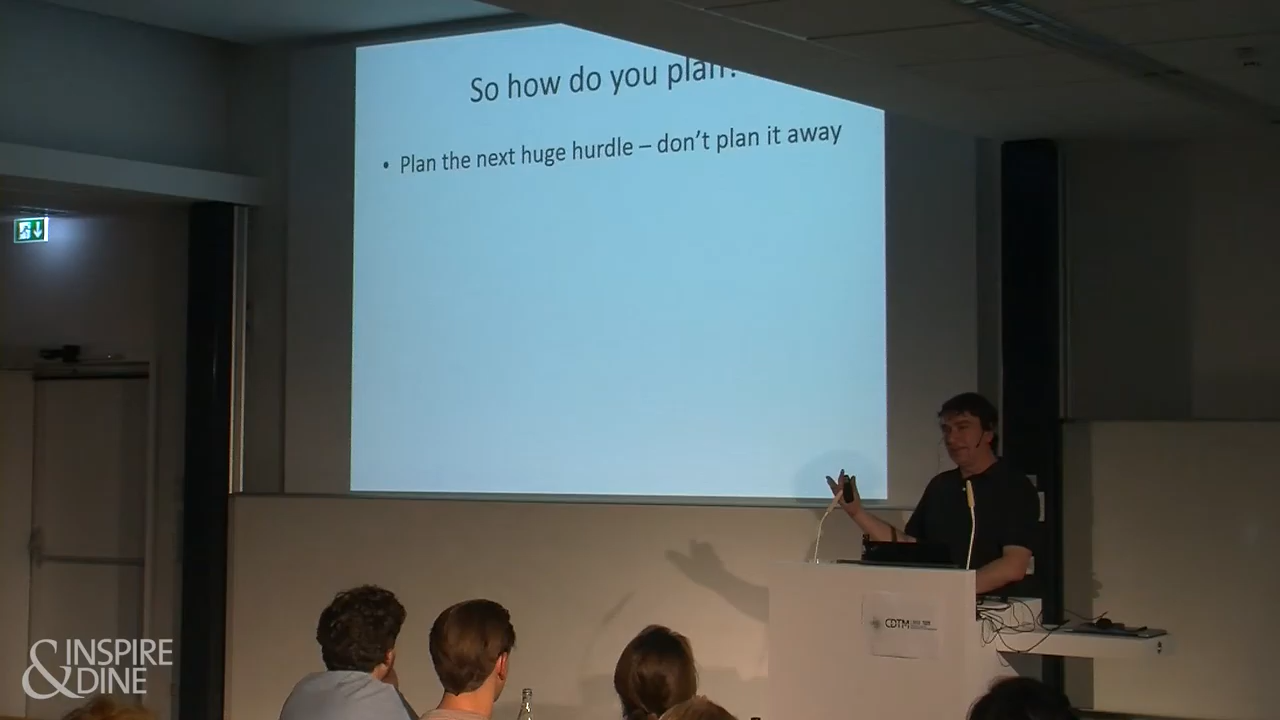 So how do you plan?
• Plan the next huge hurdle – don't plan it away
CDTM
& INSPIRE
DINE